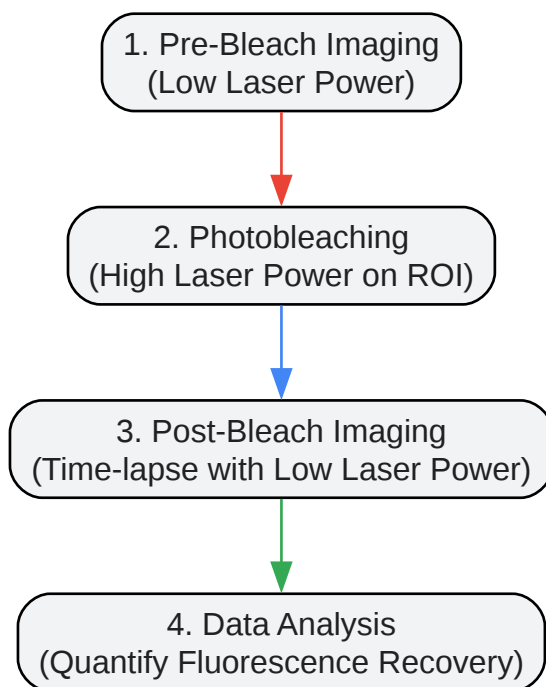 1. Pre-Bleach Imaging
(Low Laser Power)
2. Photobleaching
(High Laser Power on ROI)
3. Post-Bleach Imaging
(Time-lapse with Low Laser Power)
4. Data Analysis
(Quantify Fluorescence Recovery)